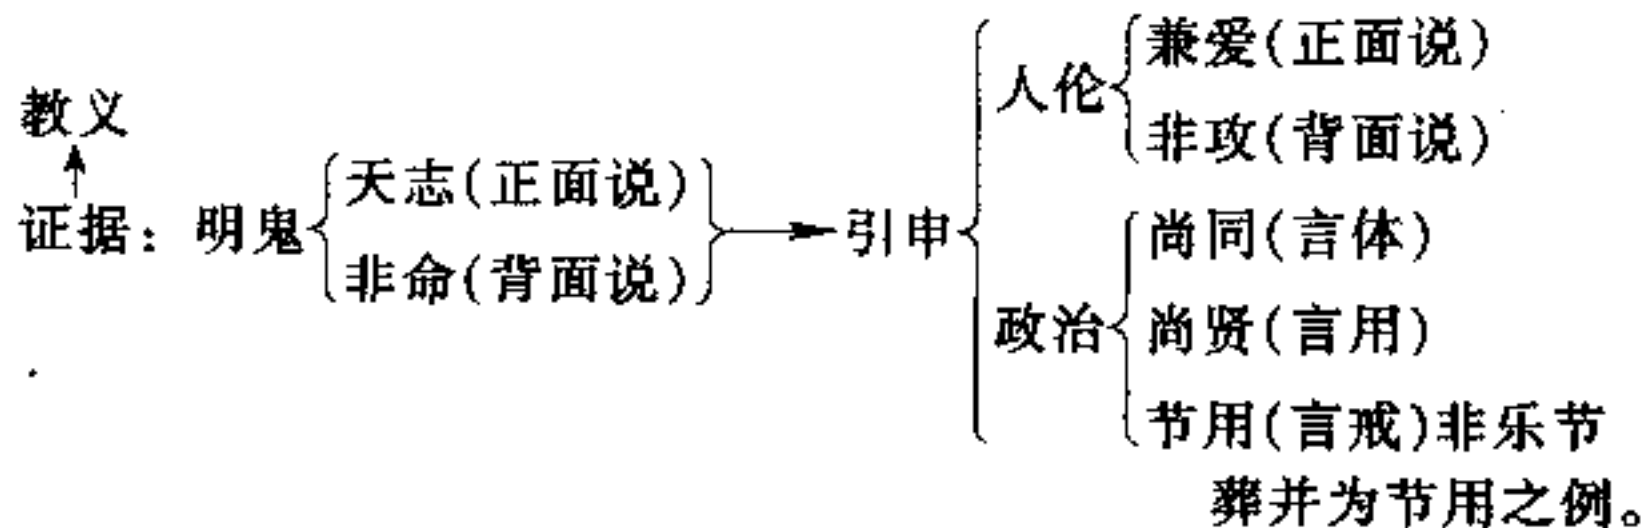 教义
证据：明鬼
天志(正面说)
非命(背面说)
引申
人伦
兼爱(正面说)
非攻(背面说)
政治
尚同(言体)
尚贤(言用)
节用(言戒)非乐节
葬并为节用之例。